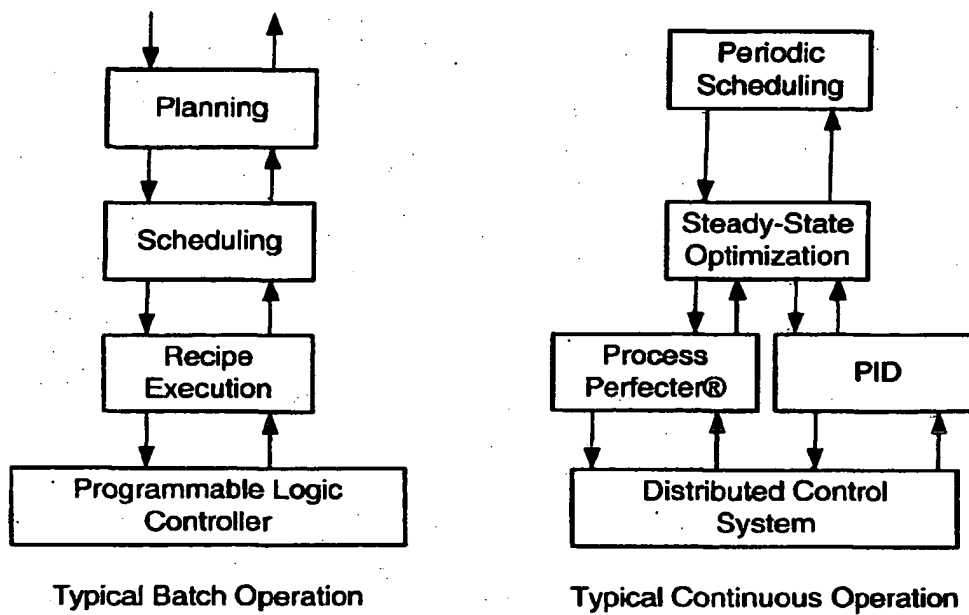 Planning
Scheduling
Recipe
Execution
Programmable Logic
Controller
Typical Batch Operation
Periodic
Scheduling
Steady-State
Optimization
Process
Perfecter®
PID
Distributed Control
System
Typical Continuous Operation